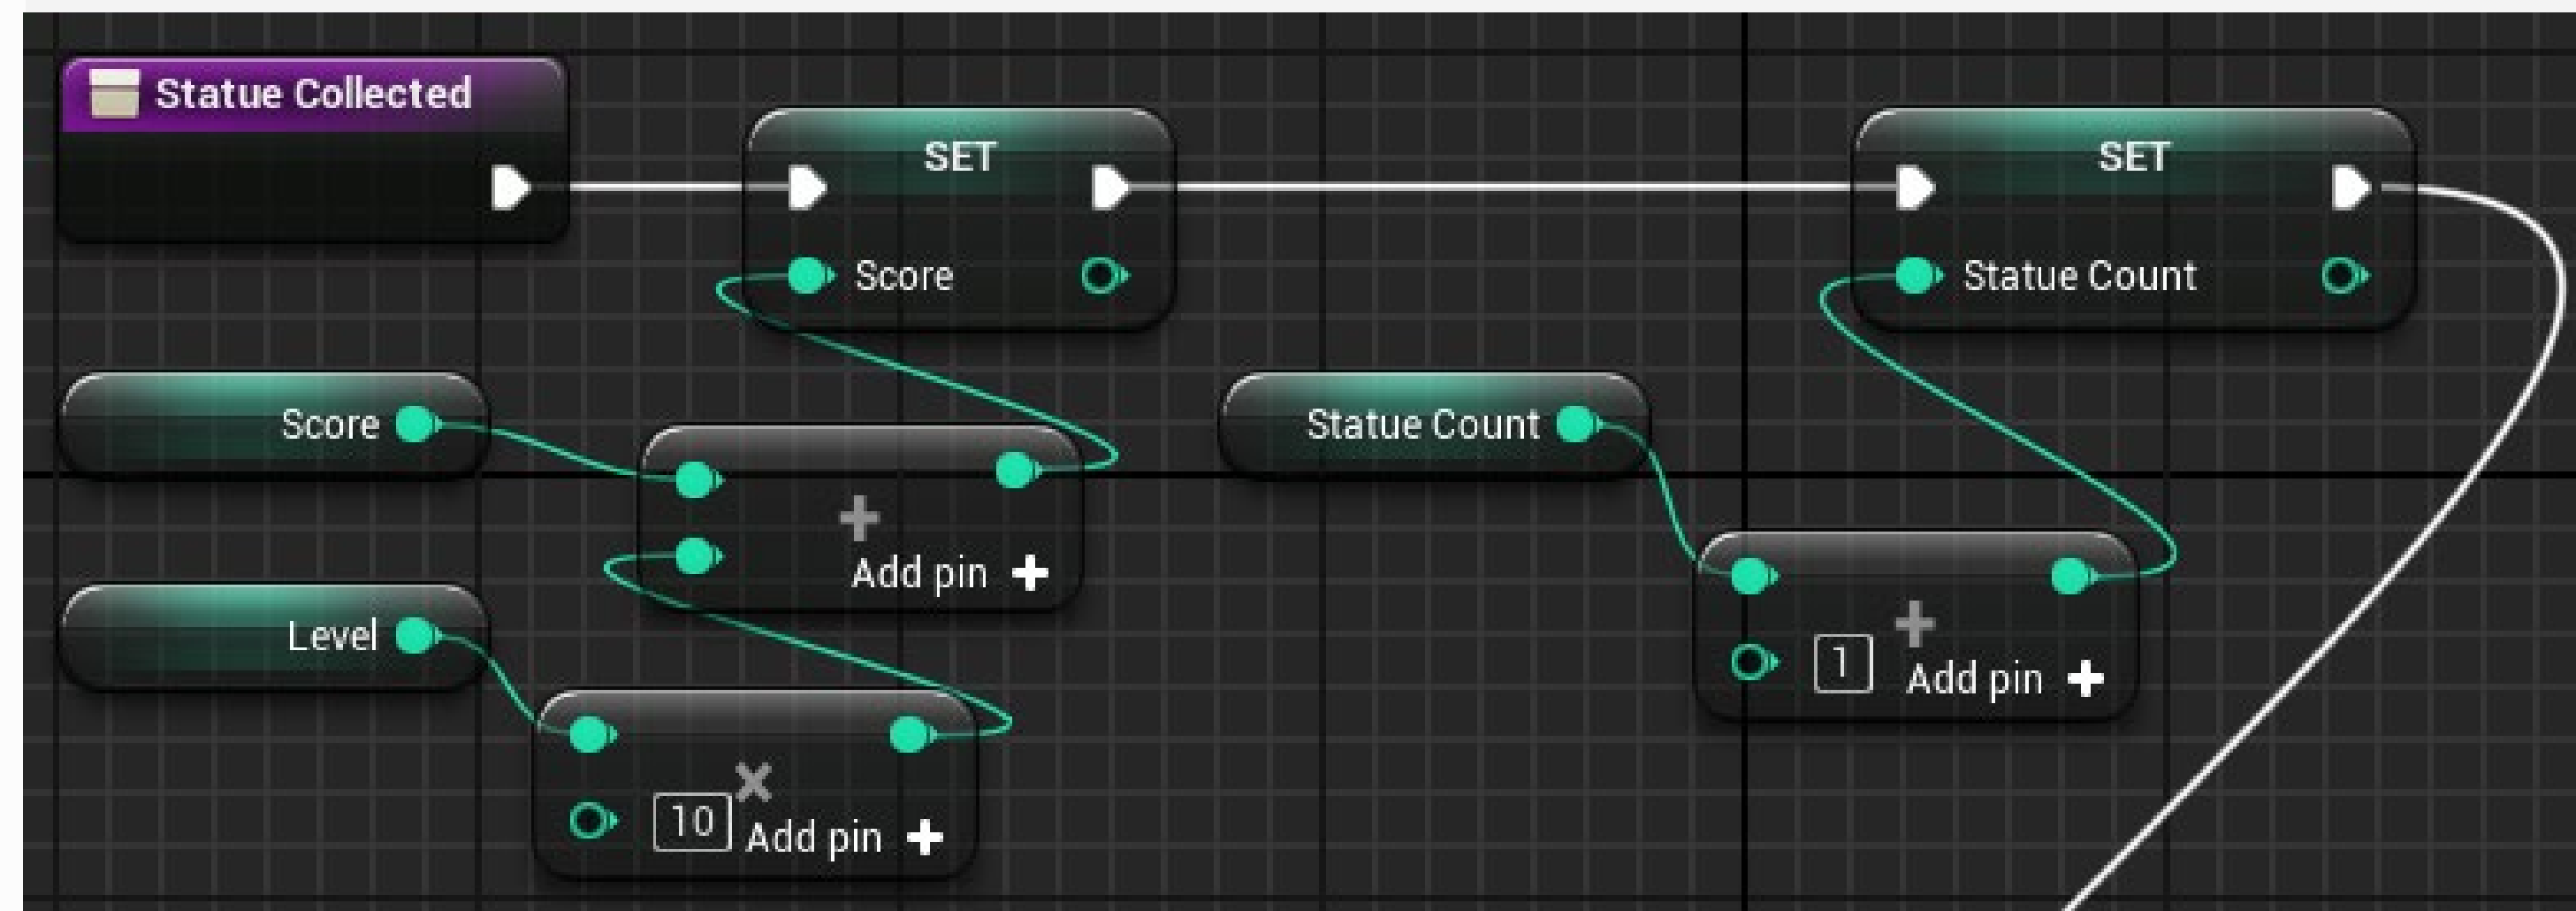 Statue Collected
SET
Score
SET
Statue Count
Score
Add pin
Statue Count
Level
1
Add pin
10
Add pin